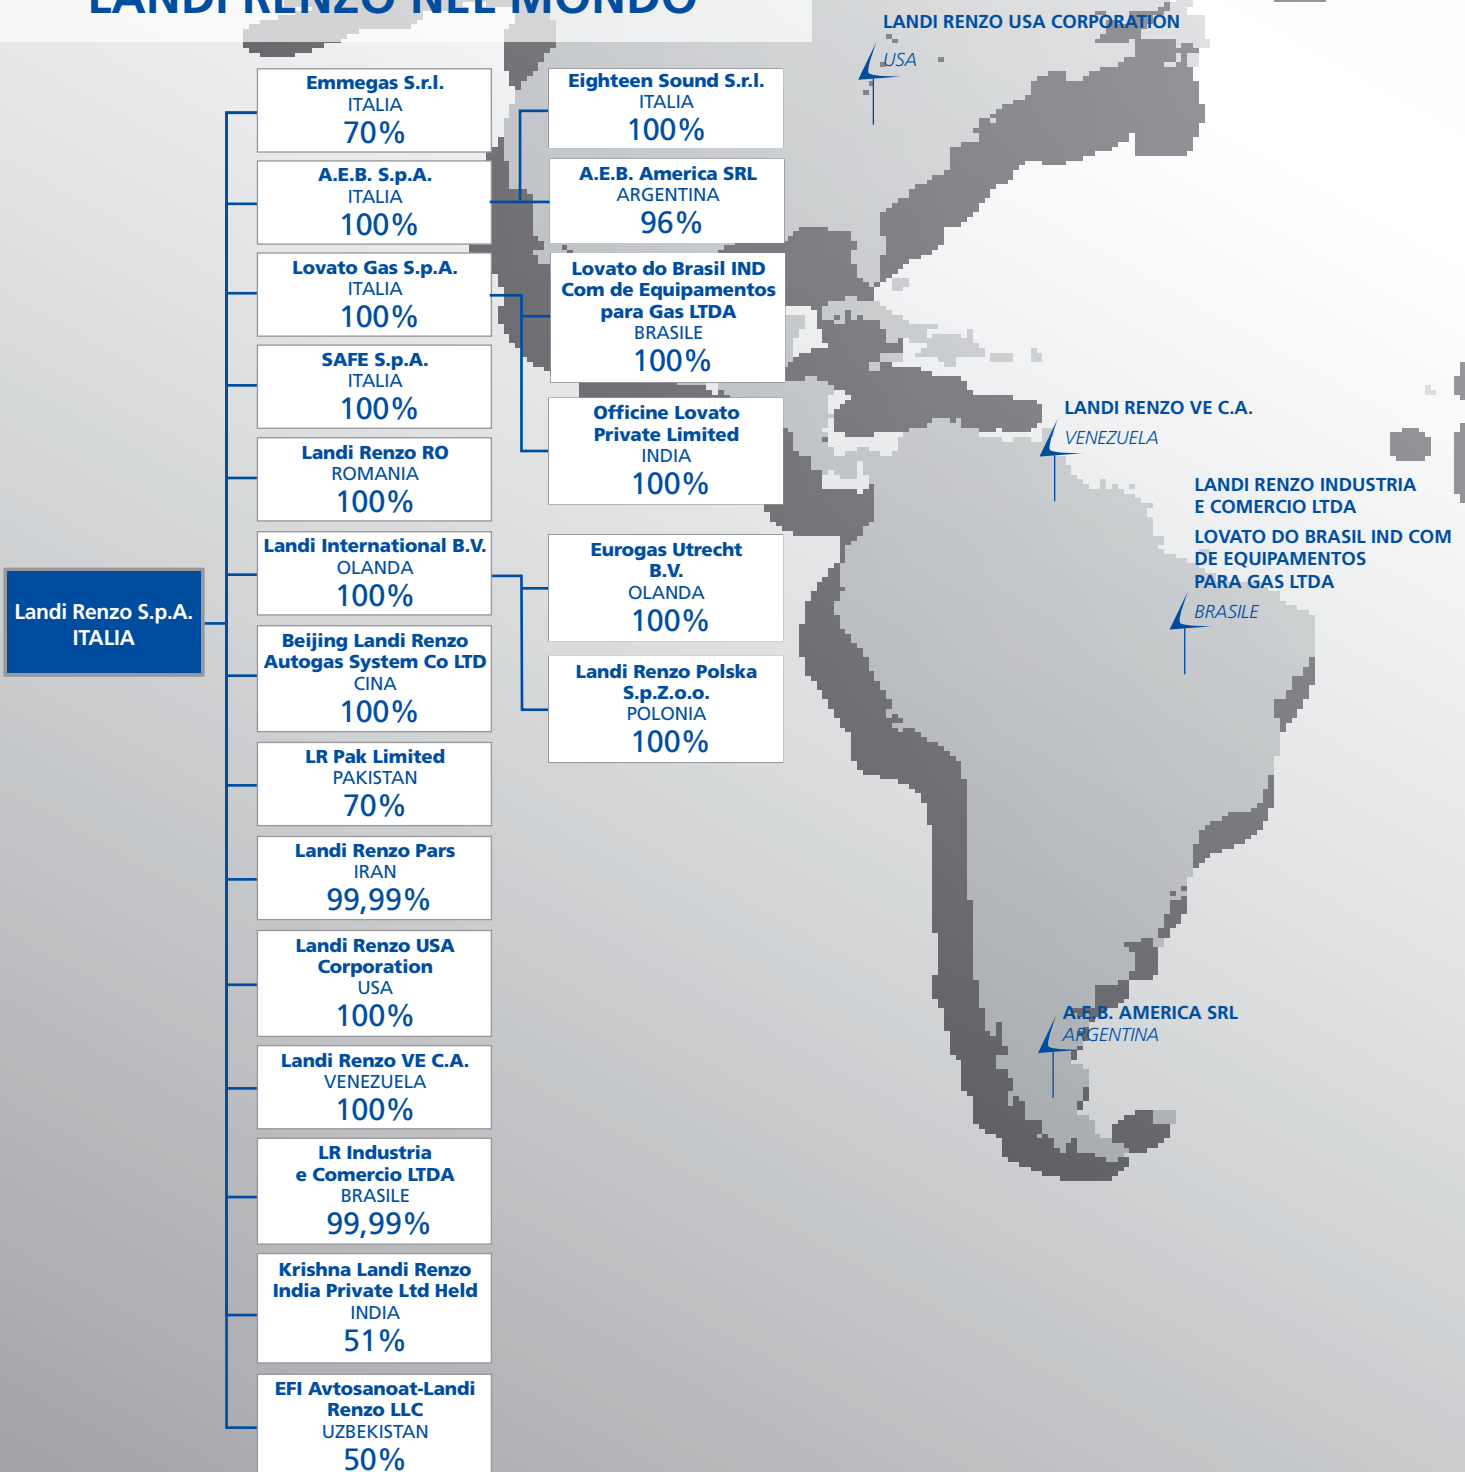 LANDI RENZO NEL MONDO
Landi Renzo S.p.A.
ITALIA
Emmegas S.r.l.
ITALIA
70%
A.E.B. S.p.A.
ITALIA
100%
Lovato Gas S.p.A.
ITALIA
100%
SAFE S.p.A.
ITALIA
100%
Landi Renzo RO
ROMANIA
100%
Landi International B.V.
OLANDA
100%
Beijing Landi Renzo
Autogas System Co LTD
CINA
100%
LR Pak Limited
PAKISTAN
70%
Landi Renzo Pars
IRAN
99,99%
Landi Renzo USA
Corporation
USA
100%
Landi Renzo VE C.A.
VENEZUELA
100%
LR Industria
e Comercio LTDA
BRASILE
99,99%
Krishna Landi Renzo
India Private Ltd Held
INDIA
51%
EFI Avtosanoat-Landi
Renzo LLC
UZBEKISTAN
50%
Eighteen Sound S.r.l.
ITALIA
100%
A.E.B. America SRL
ARGENTINA
96%
Lovato do Brasil IND
Com de Equipamentos
para Gas LTDA
BRASILE
100%
Officine Lovato
Private Limited
INDIA
100%
Eurogas Utrecht
B.V.
OLANDA
100%
Landi Renzo Polska
S.p.Z.o.o.
POLONIA
100%
LANDI RENZO USA CORPORATION
USA
LANDI RENZO VE C.A.
VENEZUELA
LANDI RENZO INDUSTRIA
E COMERCIO LTDA
LOVATO DO BRASIL IND COM
DE EQUIPAMENTOS
PARA GAS LTDA
BRASILE
A.E.B. AMERICA SRL
ARGENTINA